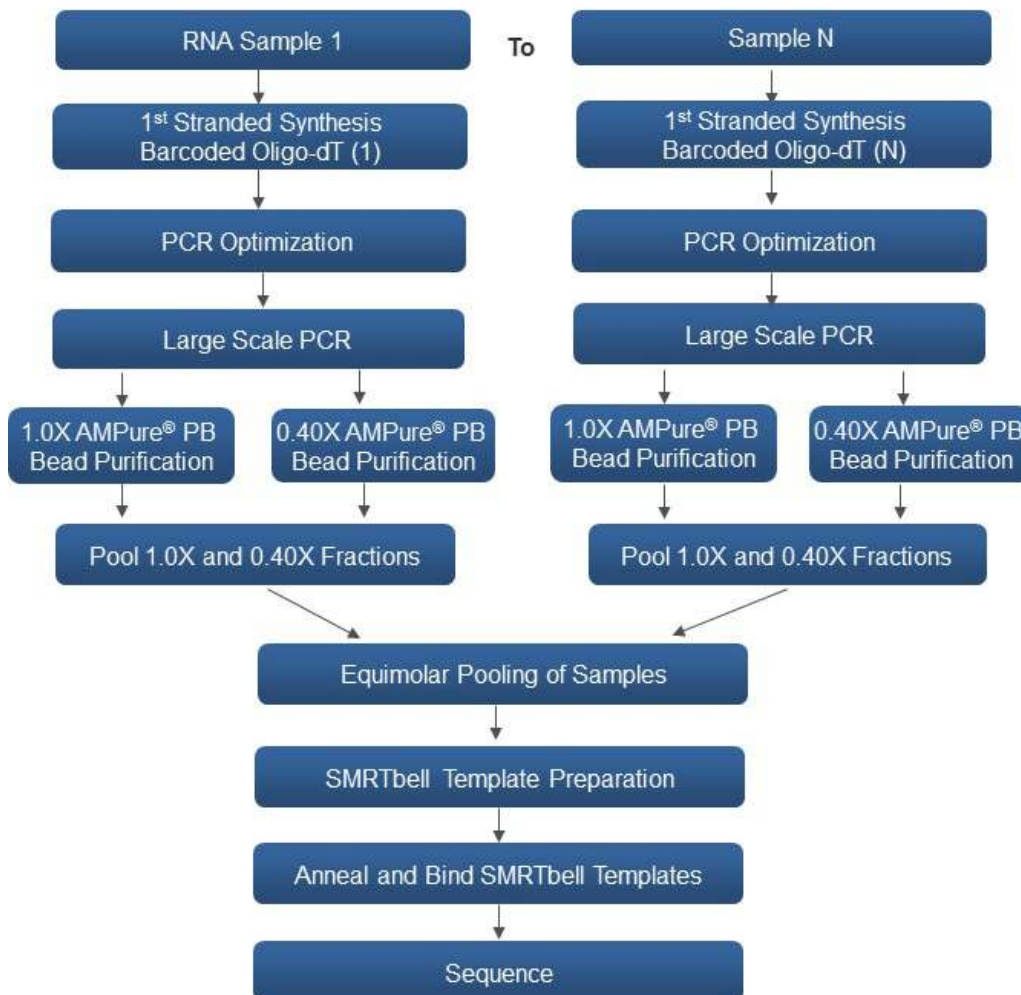 RNA Sample 1
To
Sample N
1st Stranded Synthesis
Barcoded Oligo-dT (1)
1st Stranded Synthesis
Barcoded Oligo-dT (N)
PCR Optimization
PCR Optimization
Large Scale PCR
Large Scale PCR
1.0X AMPure® PB
Bead Purification
0.40X AMPure® PB
Bead Purification
1.0X AMPure® PB
Bead Purification
0.40X AMPure® PB
Bead Purification
Pool 1.0X and 0.40X Fractions
Pool 1.0X and 0.40X Fractions
Equimolar Pooling of Samples
SMRTbell Template Preparation
Anneal and Bind SMRTbell Templates
Sequence